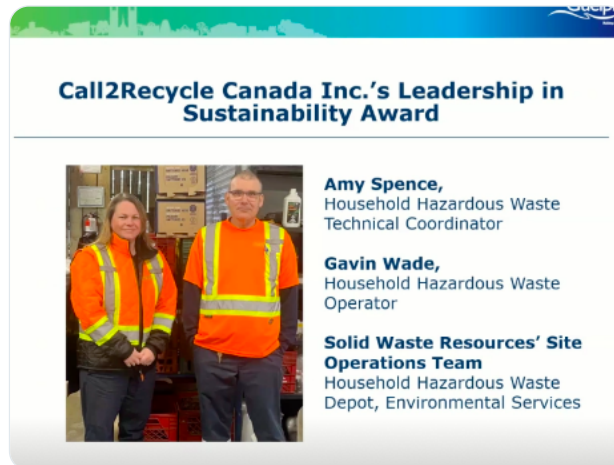 Call2Recycle Canada Inc.’s Leadership in
Sustainability Award
Amy Spence,
Household Hazardous Waste
Technical Coordinator
Gavin Wade,
Household Hazardous Waste
Operator
Solid Waste Resources’ Site
Operations Team
Household Hazardous Waste
Depot, Environmental Services